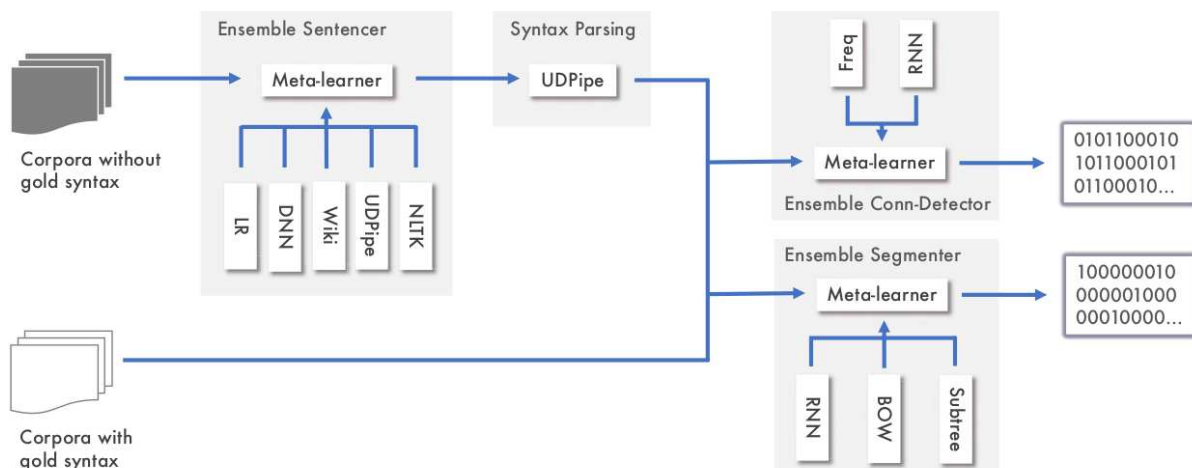 Ensemble Sentencer
Meta-learner
LR
DNN
Wiki
UDPipe
NLTK
Syntax Parsing
UDPipe
Freq
RNN
Meta-learner
Ensemble Conn-Detector
0101100010
1011000101
01100010...
Corpora without
gold syntax
Ensemble Segmenter
Meta-learner
RNN
BOW
Subtree
100000010
000001000
00010000...
Corpora with
gold syntax